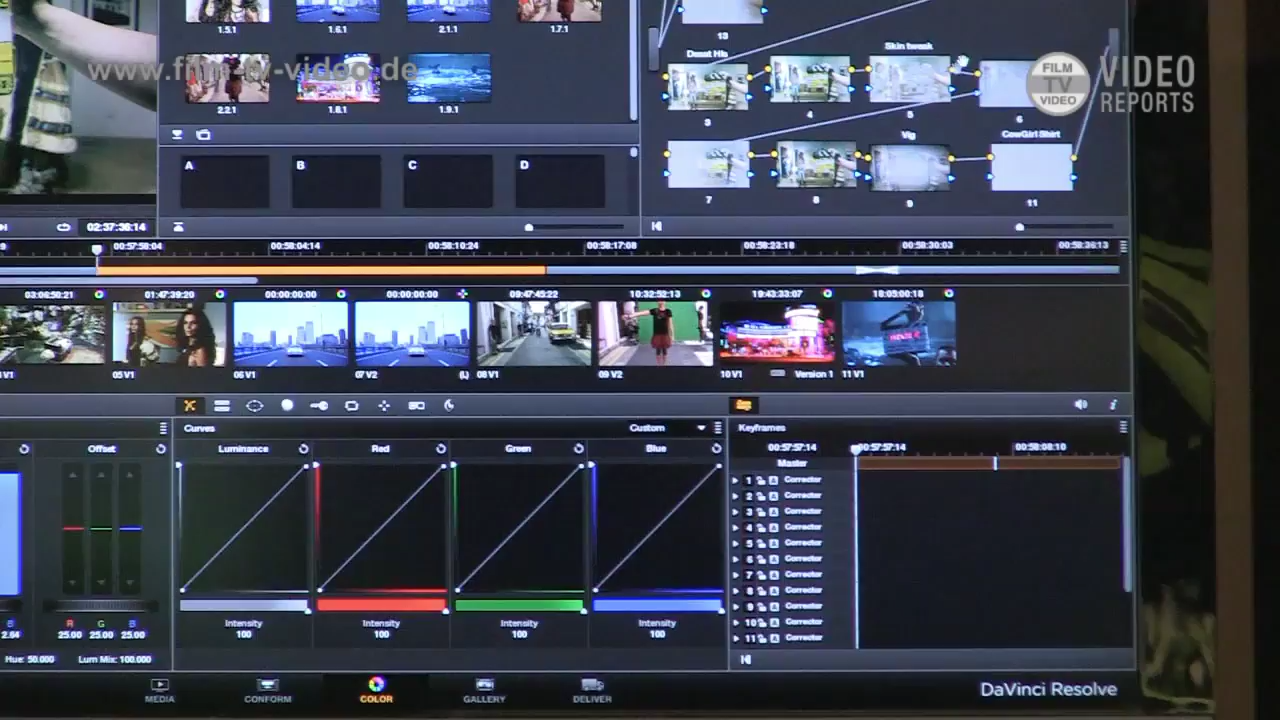 1.5.1 1.6.1 2.1.1 1.7.1
13
Desat His Skin tweak
www.film-tv-video.de
FILM TV VIDEO
VIDEO REPORTS
2.2.1 1.8.1 1.9.1
3 4 5 6
Vig CowGirl Shirt
A B C D
7 8 9 11
02:37:36:14
00:57:58:04 00:58:04:14 00:58:10:24 00:58:17:08 00:58:23:18 00:58:30:03 00:58:36:13
03:06:50:21 01:47:39:20 00:00:00:00 00:00:00:00 09:47:45:22 10:32:52:13 19:43:33:07 18:05:00:18
V1 05 V1 06 V1 07 V2 (L) 08 V1 09 V2 10 V1 Version 1 11 V1
Curves Custom Keyframes
Offset Luminance Red Green Blue
00:57:57:14 00:57:57:14 00:58:08:10
Master
1 A Corrector
2 A Corrector
3 A Corrector
4 A Corrector
5 A Corrector
6 A Corrector
7 A Corrector
8 A Corrector
9 A Corrector
10 A Corrector
11 A Corrector
B R G B
2.64 25.00 25.00 25.00
Intensity Intensity Intensity Intensity
100 100 100 100
Hue: 50.000 Lum Mix: 100.000
MEDIA CONFORM COLOR GALLERY DELIVER
DaVinci Resolve